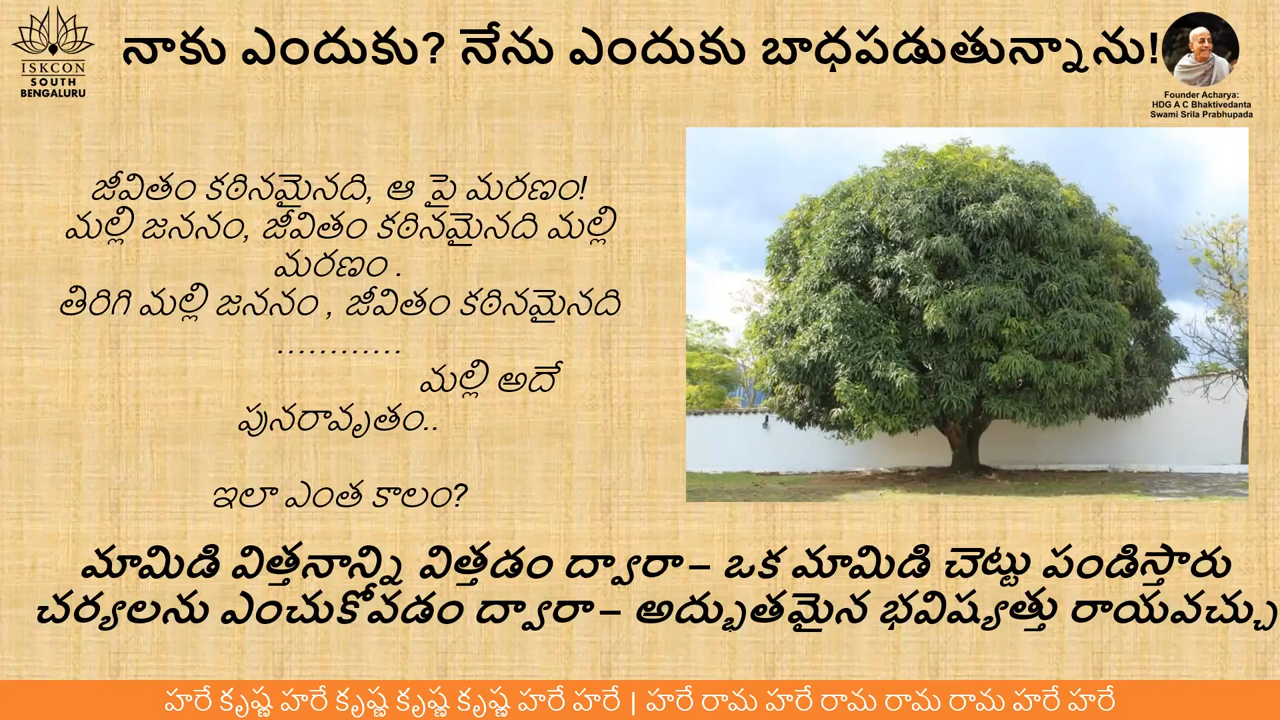 ISKCON
SOUTH
BENGALURU
నాకు ఎందుకు? నేను ఎందుకు బాధపడుతున్నాను!
Founder Acharya:
HDG A C Bhaktivedanta
Swami Srila Prabhupada
జీవితం కఠినమైనది, ఆ పై మరణం!
మల్లి జననం, జీవితం కఠినమైనది మల్లి
మరణం .
తిరిగి మల్లి జననం , జీవితం కఠినమైనది
............
మల్లి అదే
పునరావృతం..
ఇలా ఎంత కాలం?
మామిడి విత్తనాన్ని విత్తడం ద్వారా – ఒక మామిడి చెట్టు పండిస్తారు
చర్యలను ఎంచుకోవడం ద్వారా – అద్భుతమైన భవిష్యత్తు రాయవచ్చు
హరే కృష్ణ హరే కృష్ణ కృష్ణ కృష్ణ హరే హరే | హరే రామ హరే రామ రామ రామ హరే హరే